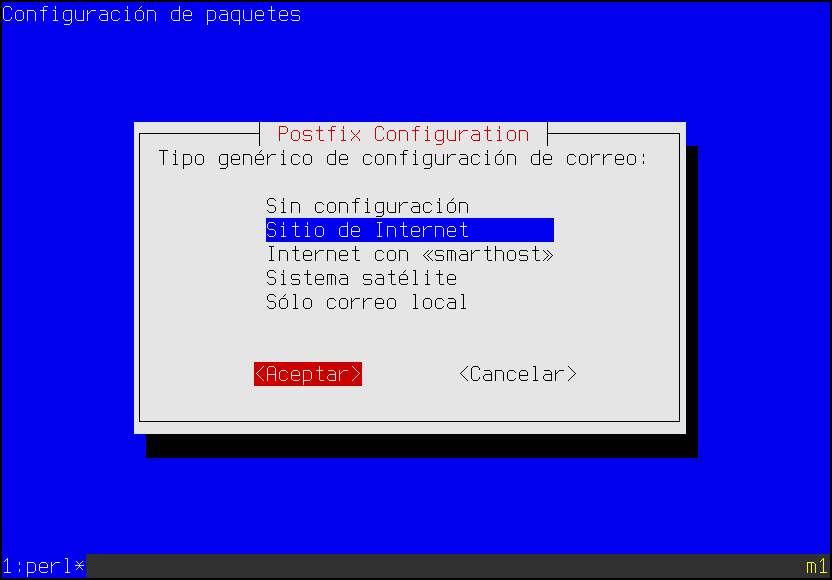 Configuración de paquetes
Postfix Configuration
Tipo genérico de configuración de correo:
Sin configuración
Sitio de Internet
Internet con «smarthost»
Sistema satélite
Sólo correo local
<Aceptar> <Cancelar>
1:perl* m1